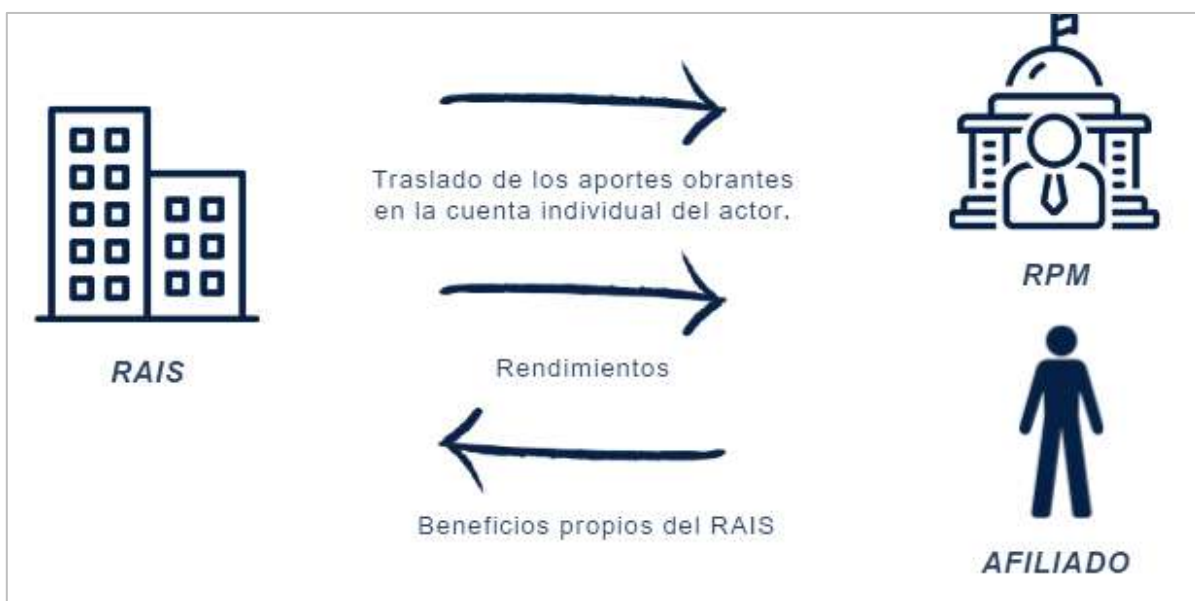 Traslado de los aportes obrantes
en la cuenta individual del actor.
RPM
RAIS
Rendimientos
Beneficios propios del RAIS
AFILIADO